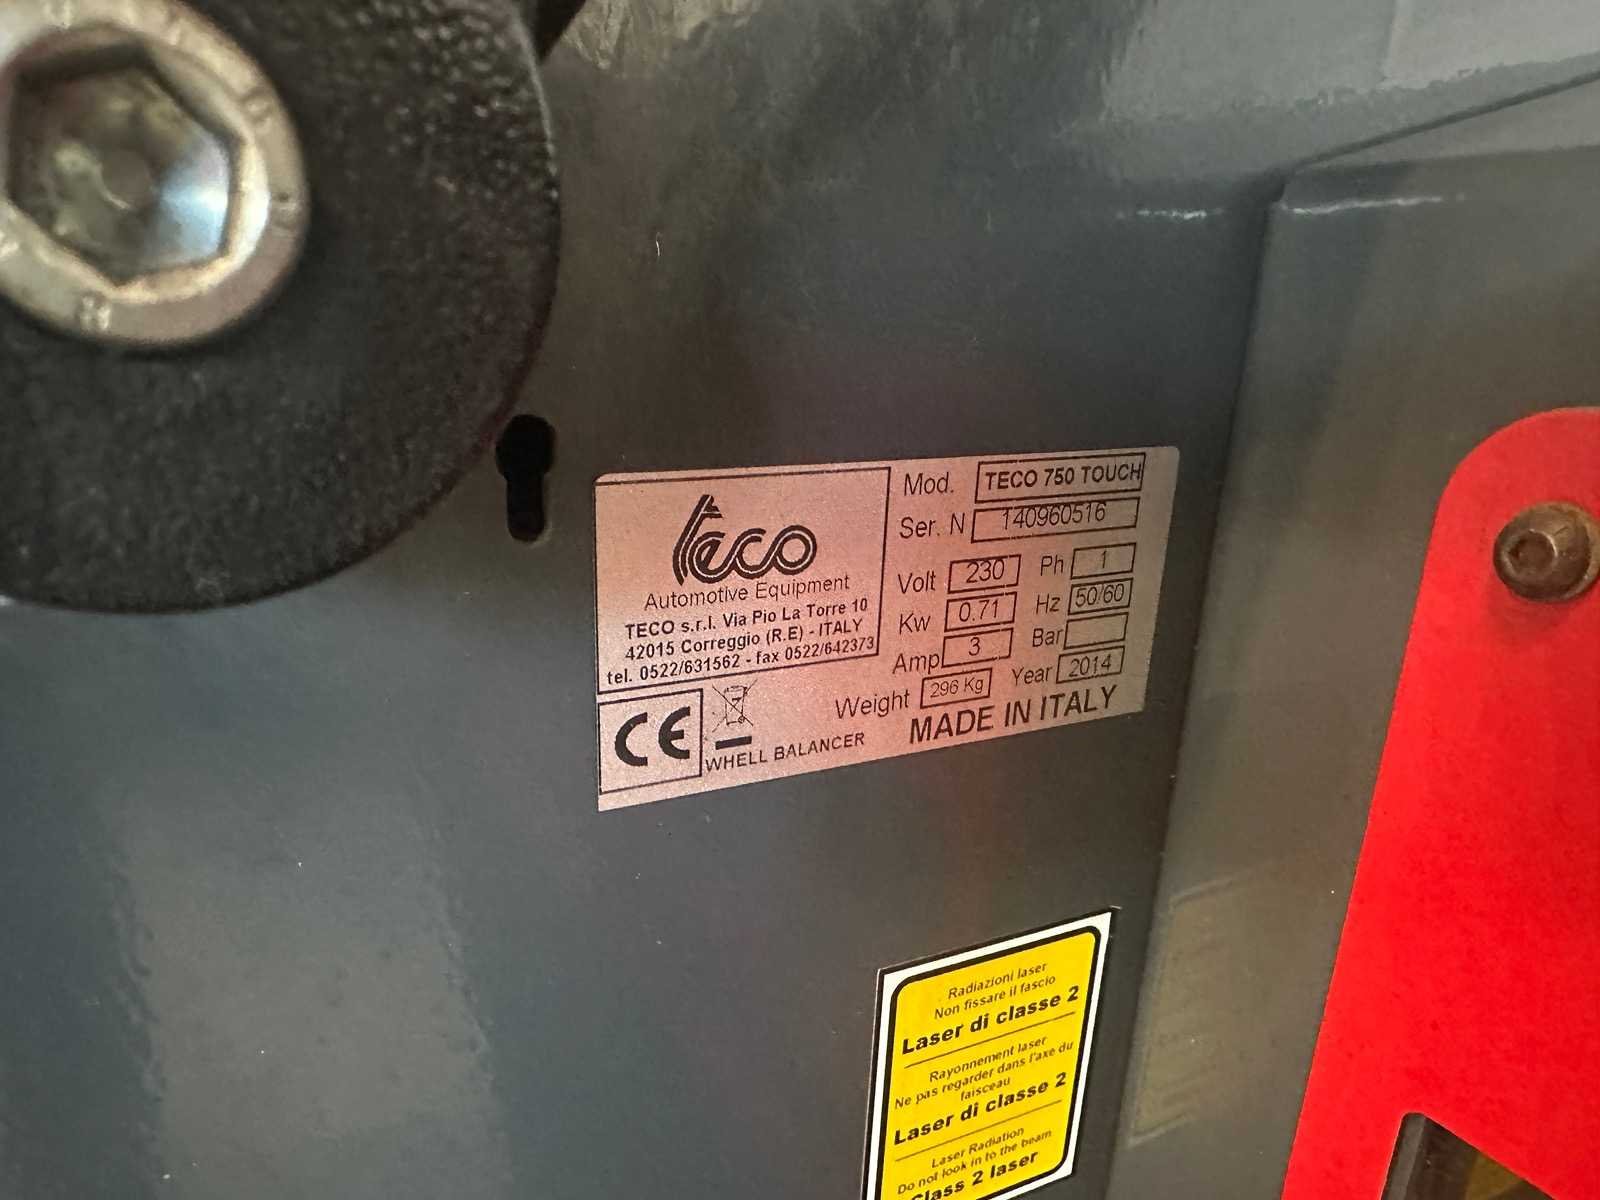 teco
Automotive Equipment
TECO s.r.l. Via Pio La Torre 10
42015 Correggio (R.E) - ITALY
tel. 0522/631562 - fax 0522/642373
Mod. TECO 750 TOUCH
Ser. N 140960516
Volt 230 Ph 1
Kw 0.71 Hz 50/60
Amp 3 Bar
Weight 296 Kg Year 2014
CE WHELL BALANCER MADE IN ITALY
Radiazioni laser
Non fissare il fascio
Laser di classe 2
Rayonnement laser
Ne pas regarder dans l'axe du
faisceau
Laser di classe 2
Laser Radiation
Do not look in to the beam
Class 2 laser